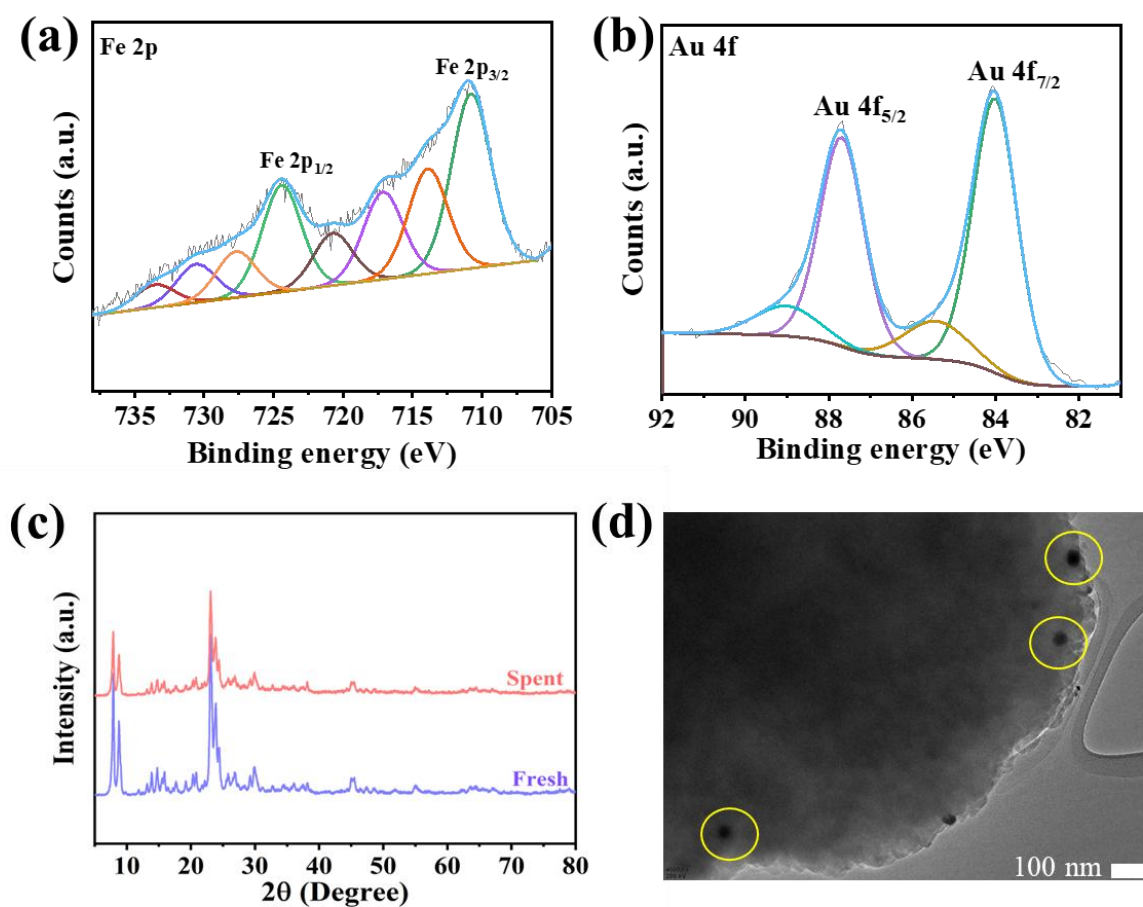 (a)
Fe 2p
Fe 2p3/2
Fe 2p1/2
Counts (a.u.)
735 730 725 720 715 710 705
Binding energy (eV)
(b)
Au 4f
Au 4f7/2
Au 4f5/2
Counts (a.u.)
92 90 88 86 84 82
Binding energy (eV)
(c)
Spent
Fresh
Intensity (a.u.)
10 20 30 40 50 60 70 80
2θ (Degree)
(d)
100 nm